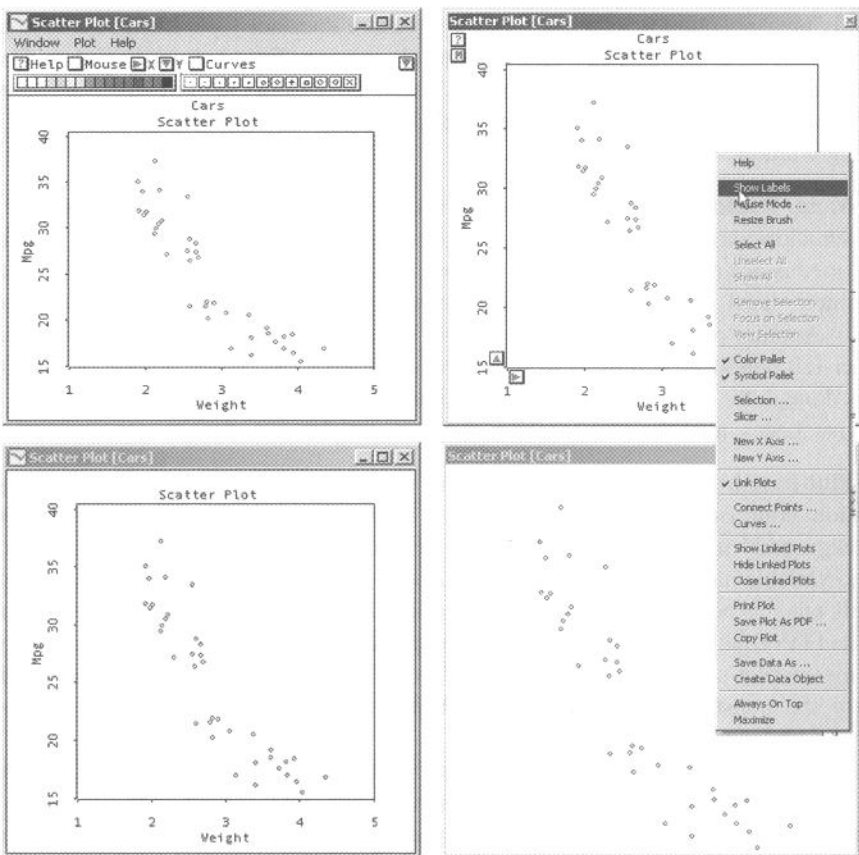 Scatter Plot [Cars]
Window Plot Help
? Help Mouse X Y Curves
Cars
Scatter Plot
40
35
30
25
20
15
Mpg
1 2 3 4 5
Weight
Scatter Plot [Cars]
?
M
Cars
Scatter Plot
40
35
30
25
20
15
Mpg
1 2 3
Weight
Help
Show Labels
Mouse Mode ...
Resize Brush
Select All
Unselect All
Show All
Remove Selection
Focus on Selection
View Selection
Color Pallet
Symbol Pallet
Selection ...
Slicer ...
New X Axis ...
New Y Axis ...
Link Plots
Connect Points ...
Curves ...
Show Linked Plots
Hide Linked Plots
Close Linked Plots
Print Plot
Save Plot As PDF ...
Copy Plot
Save Data As ...
Create Data Object
Always On Top
Maximize
Scatter Plot [Cars]
Scatter Plot
40
35
30
25
20
15
Mpg
1 2 3 4 5
Weight
Scatter Plot [Cars]